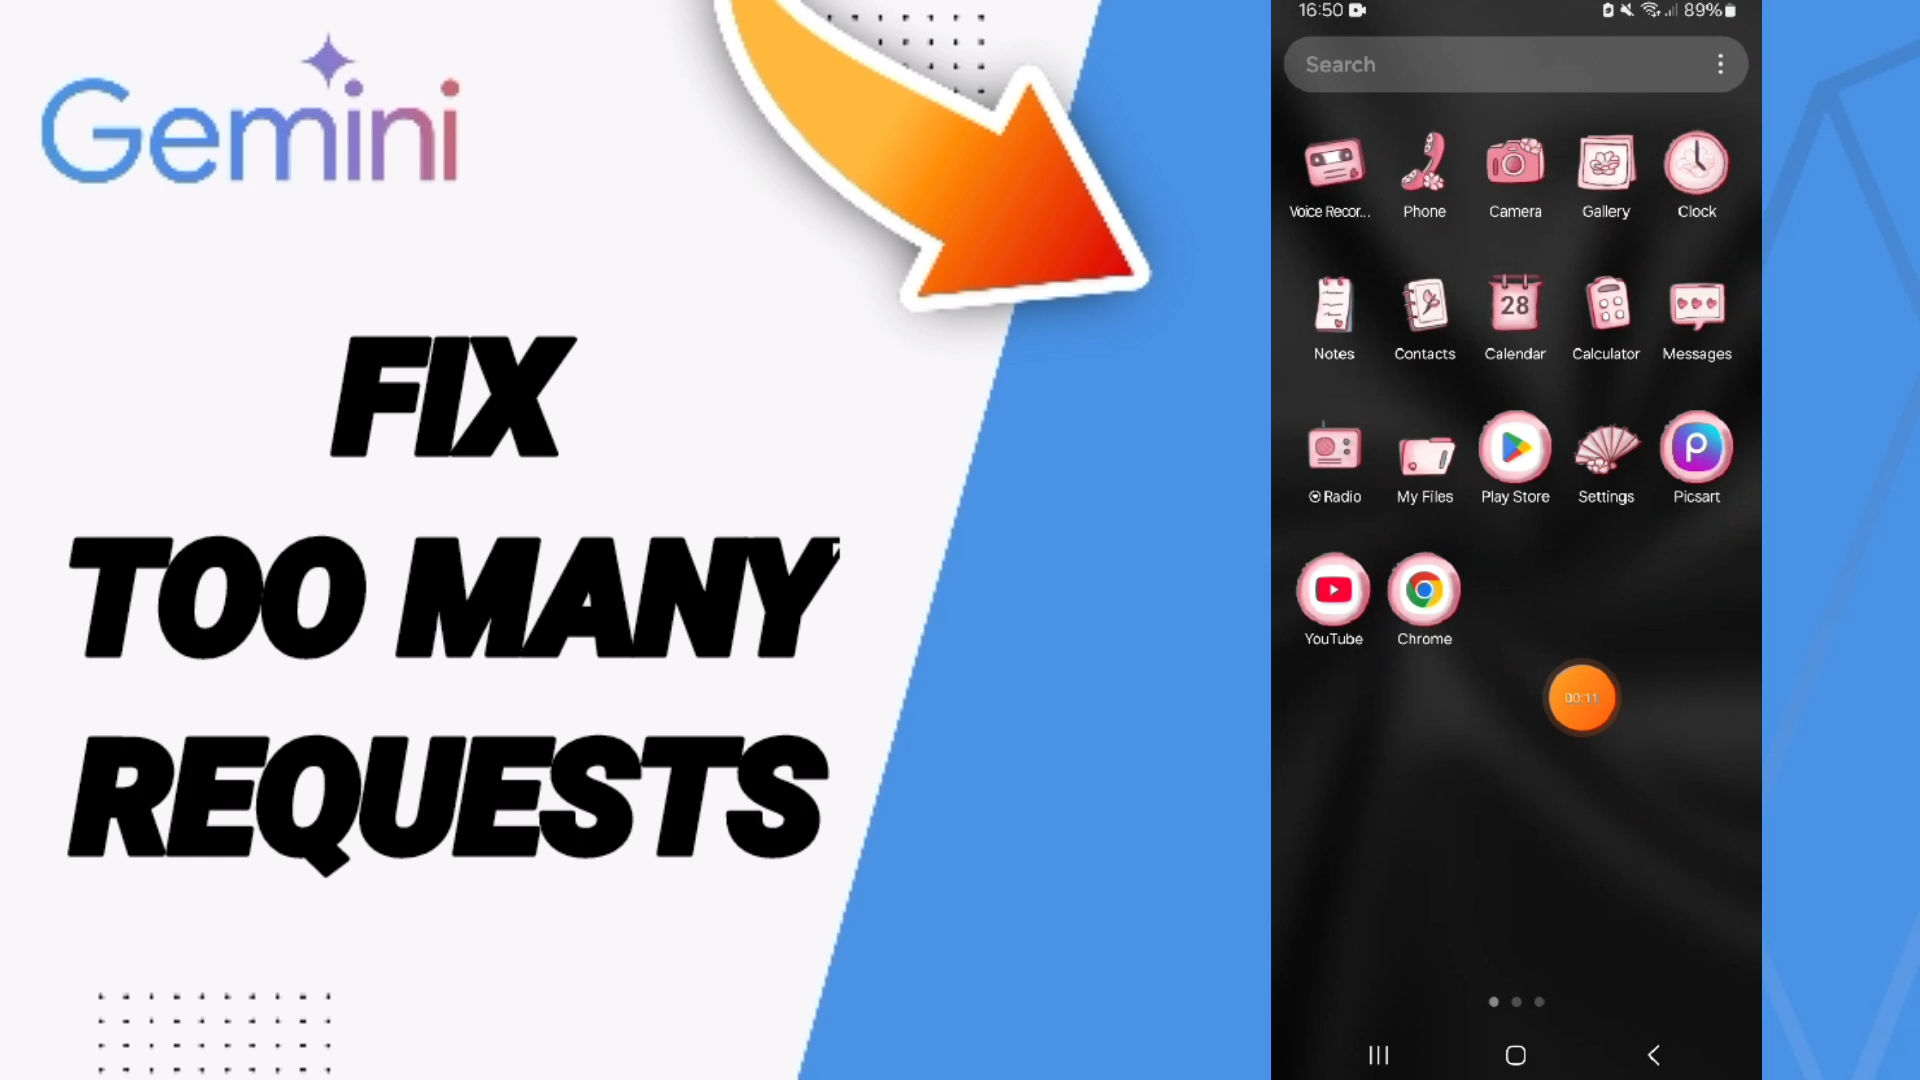 Gemini
FIX
TOO MANY
REQUESTS
16:50
89%
Search
Voice Recor...
Phone
Camera
Gallery
Clock
28
Notes
Contacts
Calendar
Calculator
Messages
Radio
My Files
Play Store
Settings
Picsart
YouTube
Chrome
00:11